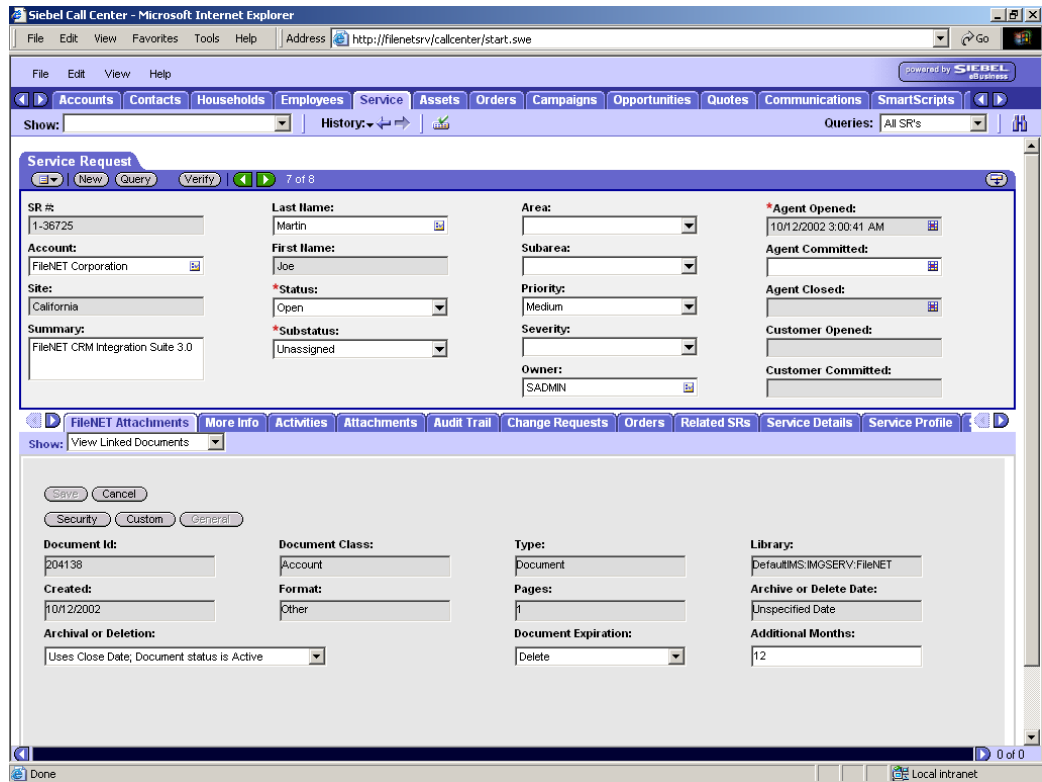 Siebel Call Center - Microsoft Internet Explorer
File Edit View Favorites Tools Help Address http://filenetsrv/callcenter/start.swe Go
File Edit View Help powered by SIEBEL eBusiness
Accounts Contacts Households Employees Service Assets Orders Campaigns Opportunities Quotes Communications SmartScripts
Show: History: Queries: All SR's
Service Request
New Query Verify 7 of 8
SR #: Last Name: Area: *Agent Opened:
1-36725 Martin 10/12/2002 3:00:41 AM
Account: First Name: Subarea: Agent Committed:
FileNET Corporation Joe
Site: *Status: Priority: Agent Closed:
California Open Medium
Summary: *Substatus: Severity: Customer Opened:
FileNET CRM Integration Suite 3.0 Unassigned
Owner: Customer Committed:
SADMIN
FileNET Attachments More Info Activities Attachments Audit Trail Change Requests Orders Related SRs Service Details Service Profile
Show: View Linked Documents
Save Cancel
Security Custom General
Document Id: Document Class: Type: Library:
204138 Account Document DefaultIMS:IMGSERV:FileNET
Created: Format: Pages: Archive or Delete Date:
10/12/2002 Other 1 Unspecified Date
Archival or Deletion: Document Expiration: Additional Months:
Uses Close Date; Document status is Active Delete 12
0 of 0
Done Local intranet